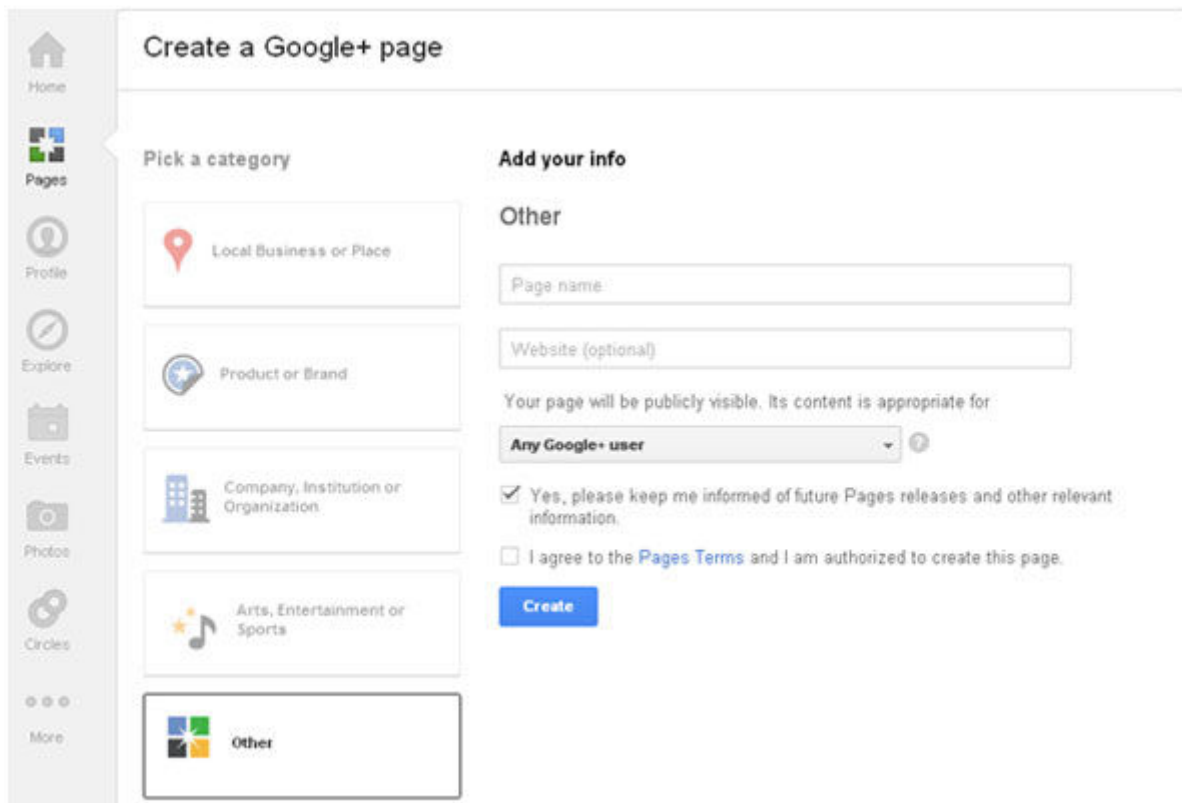 Create a Google+ page
Home
Pages
Profile
Explore
Events
Photos
Circles
More
Pick a category
Local Business or Place
Product or Brand
Company, Institution or
Organization
Arts, Entertainment or
Sports
Other
Add your info
Other
Page name
Website (optional)
Your page will be publicly visible. Its content is appropriate for
Any Google+ user
?
Yes, please keep me informed of future Pages releases and other relevant
information.
I agree to the Pages Terms and I am authorized to create this page.
Create